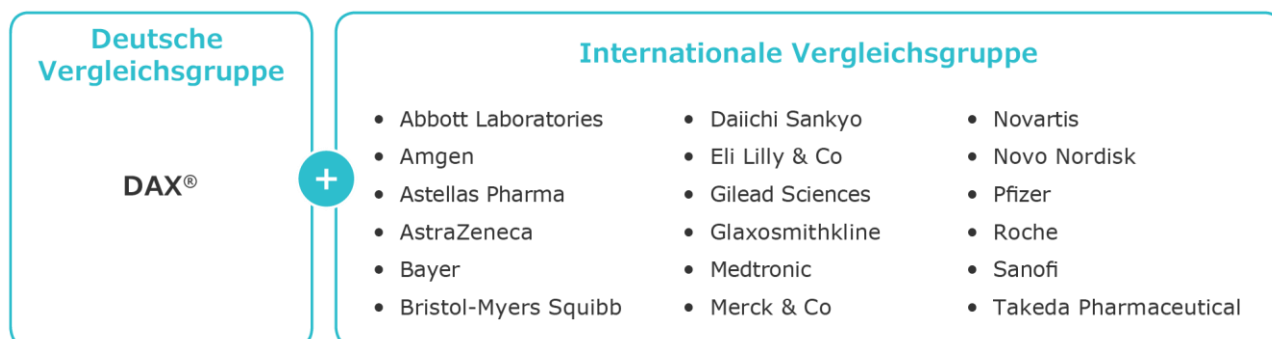 Deutsche
Vergleichsgruppe
DAX®
+
Internationale Vergleichsgruppe
• Abbott Laboratories
• Amgen
• Astellas Pharma
• AstraZeneca
• Bayer
• Bristol-Myers Squibb
• Daiichi Sankyo
• Eli Lilly & Co
• Gilead Sciences
• Glaxosmithkline
• Medtronic
• Merck & Co
• Novartis
• Novo Nordisk
• Pfizer
• Roche
• Sanofi
• Takeda Pharmaceutical